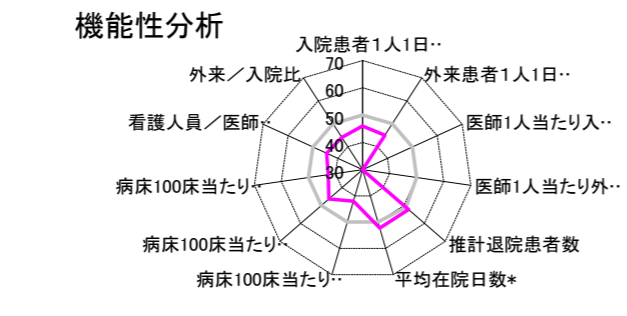 機能性分析
入院患者１人1日‥
外来患者１人１日‥
医師1人当たり入‥
医師1人当たり外‥
推計退院患者数
平均在院日数*
病床100床当たり‥
病床100床当たり‥
病床100床当たり‥
看護人員／医師‥
外来／入院比
70
60
50
40
30